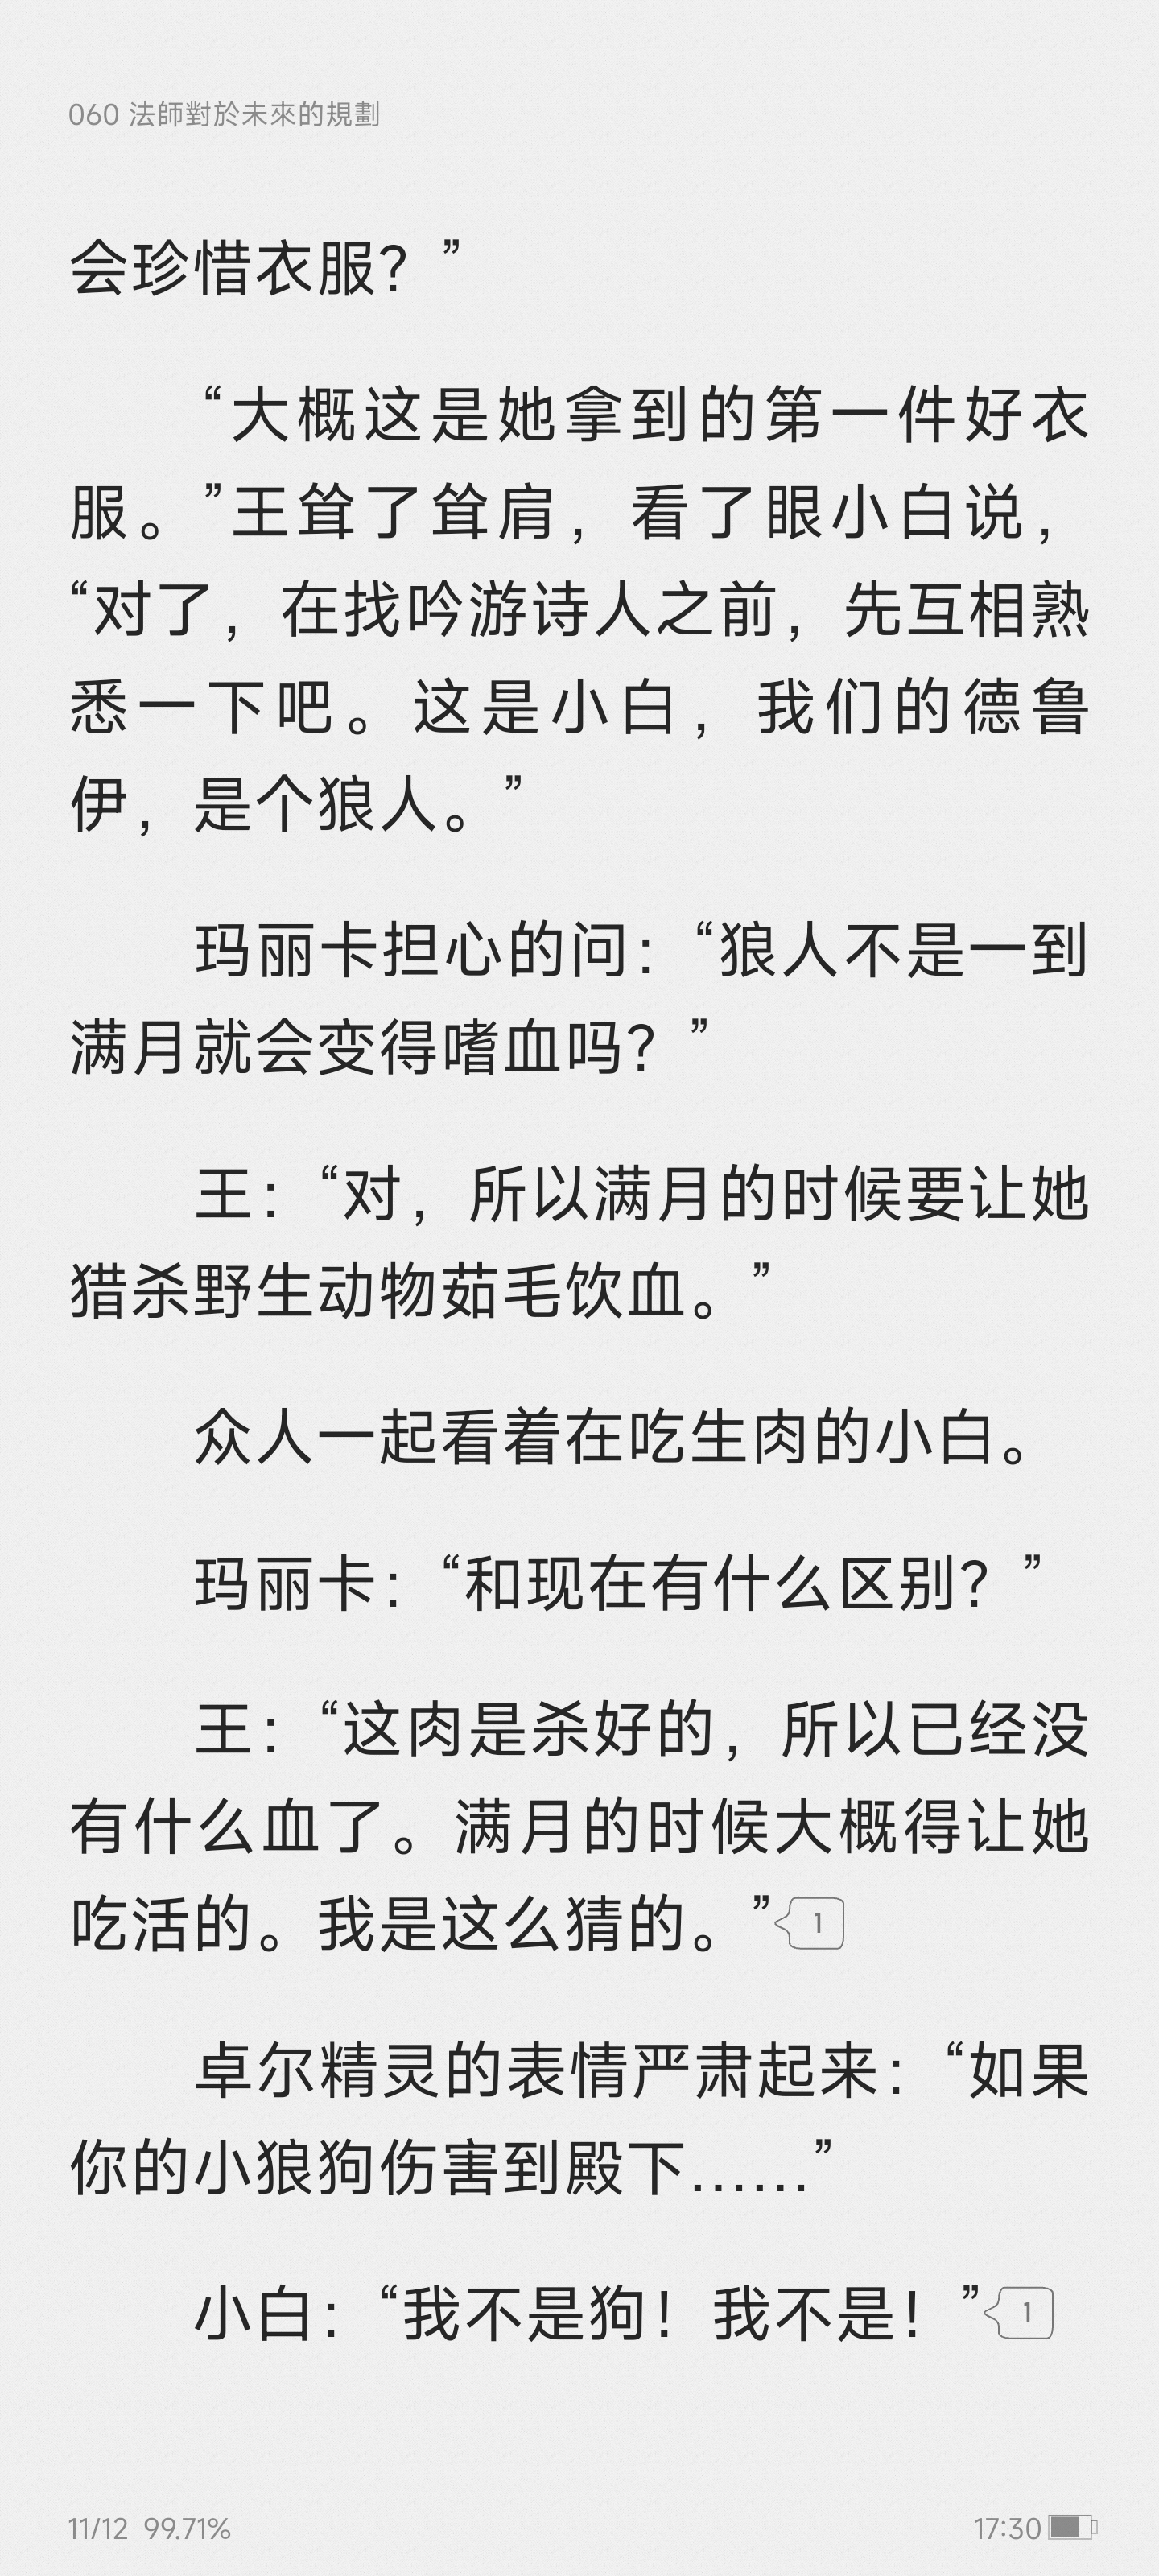 060 法師對於未來的規劃
会珍惜衣服？”
“大概这是她拿到的第一件好衣
服。”王耸了耸肩，看了眼小白说，
“对了，在找吟游诗人之前，先互相熟
悉一下吧。这是小白，我们的德鲁
伊，是个狼人。”
玛丽卡担心的问：“狼人不是一到
满月就会变得嗜血吗？”
王：“对，所以满月的时候要让她
猎杀野生动物茹毛饮血。”
众人一起看着在吃生肉的小白。
玛丽卡：“和现在有什么区别？”
王：“这肉是杀好的，所以已经没
有什么血了。满月的时候大概得让她
吃活的。我是这么猜的。”1
卓尔精灵的表情严肃起来：“如果
你的小狼狗伤害到殿下……”
小白：“我不是狗！我不是！”1
11/12 99.71% 17:30